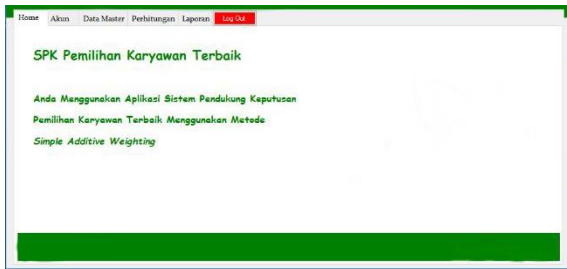 Home Akun Data Master Perhitungan Laporan Log Out
SPK Pemilihan Karyawan Terbaik
Anda Menggunakan Aplikasi Sistem Pendukung Keputusan
Pemilihan Karyawan Terbaik Menggunakan Metode
Simple Additive Weighting